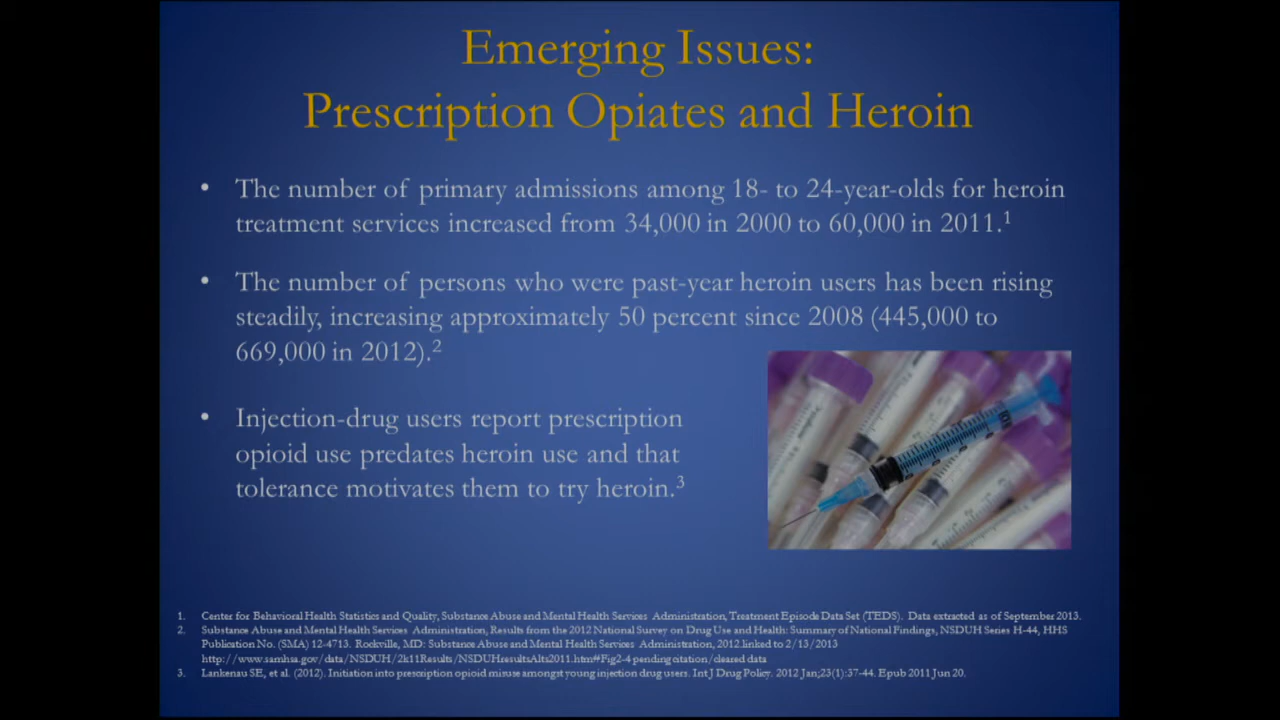 Emerging Issues:
Prescription Opiates and Heroin
• The number of primary admissions among 18- to 24-year-olds for heroin
treatment services increased from 34,000 in 2000 to 60,000 in 2011.1
• The number of persons who were past-year heroin users has been rising
steadily, increasing approximately 50 percent since 2008 (445,000 to
669,000 in 2012).2
• Injection-drug users report prescription
opioid use predates heroin use and that
tolerance motivates them to try heroin.3
1. Center for Behavioral Health Statistics and Quality, Substance Abuse and Mental Health Services Administration, Treatment Episode Data Set (TEDS). Data extracted as of September 2013.
2. Substance Abuse and Mental Health Services Administration, Results from the 2012 National Survey on Drug Use and Health: Summary of National Findings, NSDUH Series H-44, HHS
Publication No. (SMA) 12-4713. Rockville, MD: Substance Abuse and Mental Health Services Administration, 2012.linked to 2/13/2013
http://www.samhsa.gov/data/NSDUH/2k11Results/NSDUHresultsAlts2011.htm#Fig2-4 pending citation/cleared data
3. Lankenau SE, et al. (2012). Initiation into prescription opioid misuse amongst young injection drug users. Int J Drug Policy. 2012 Jan;23(1):37-44. Epub 2011 Jun 20.